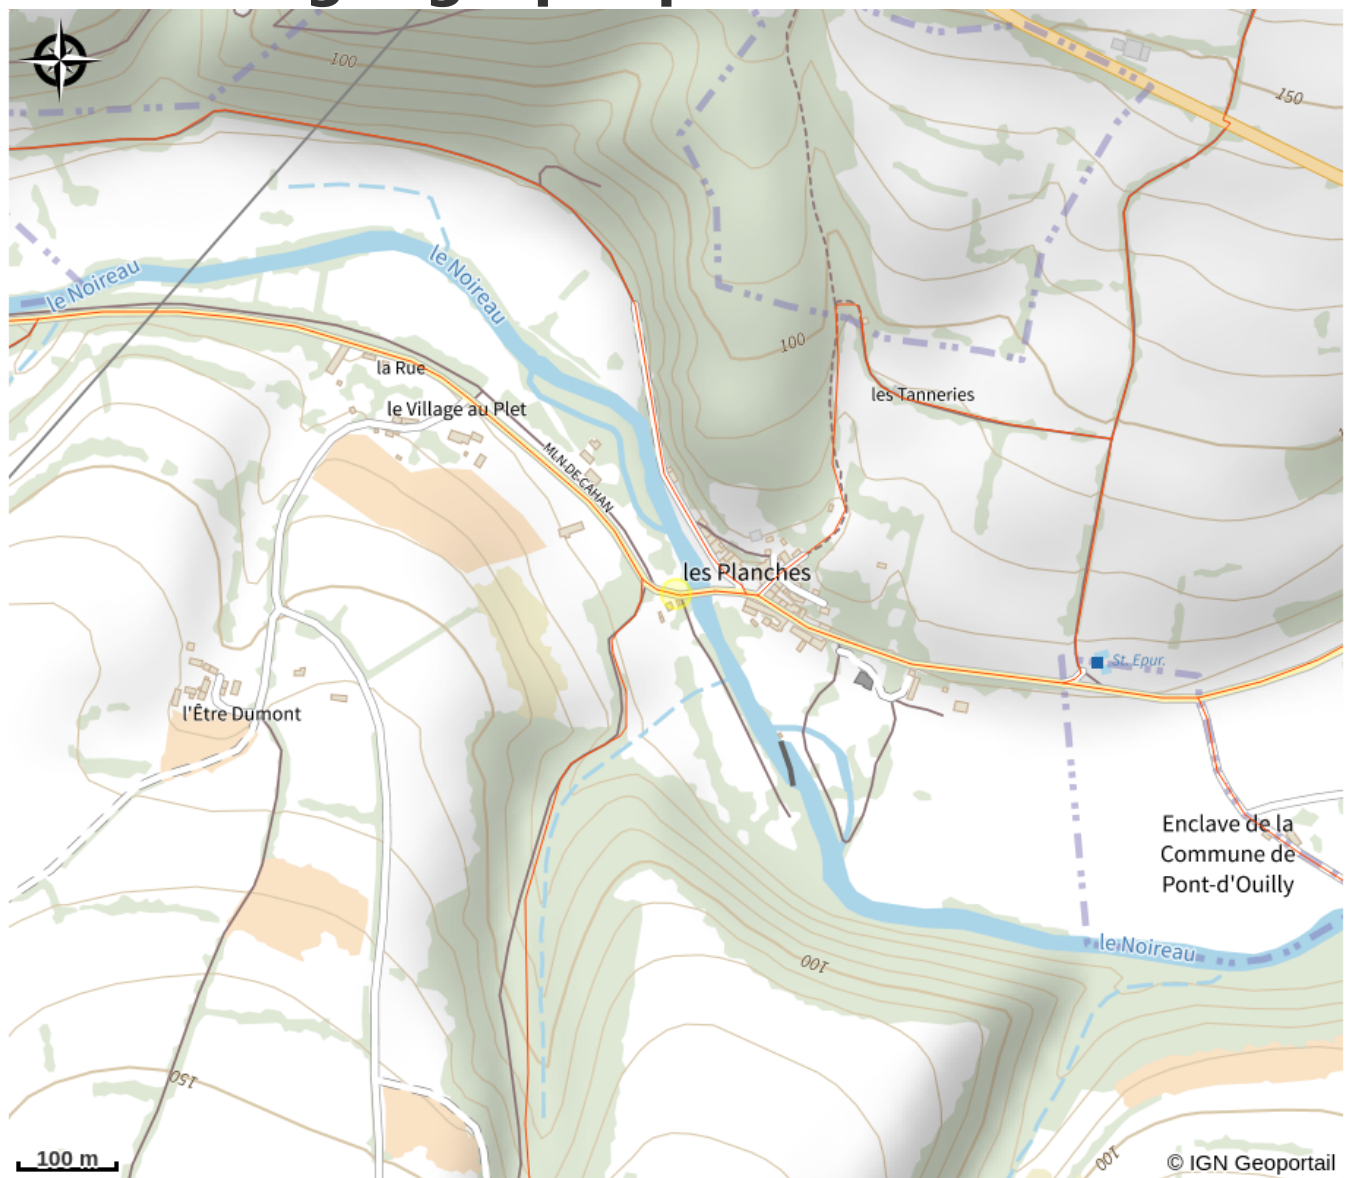 100
150
le Noireau
le Noireau
100
la Rue
les Tanneries
le Village au Plet
MLN-DE-CAHAN
les Planches
St. Epur.
l'Être Dumont
Enclave de la
Commune de
Pont-d'Ouilly
le Noireau
100
150
100
100 m
© IGN Geoportail